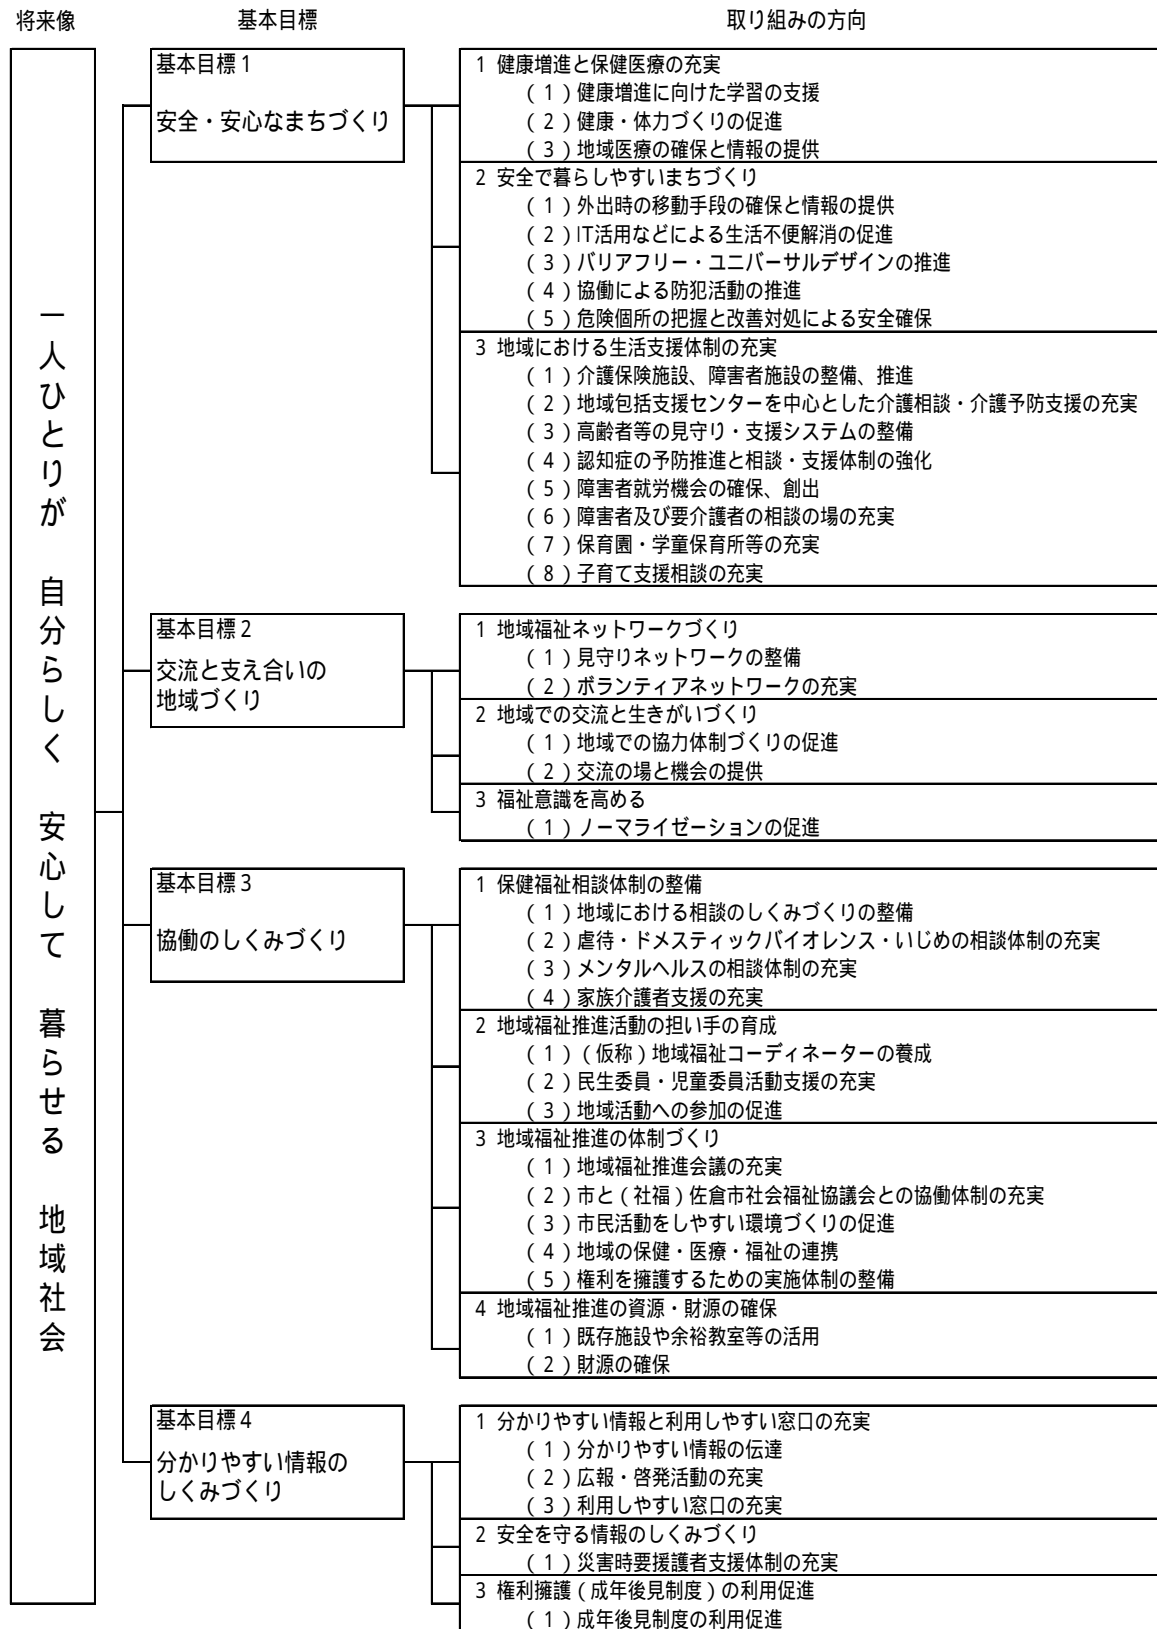 将来像
基本目標
取り組みの方向
一人ひとりが　自分らしく　安心して　暮らせる　地域社会
基本目標１
安全・安心なまちづくり
１ 健康増進と保健医療の充実
（１）健康増進に向けた学習の支援
（２）健康・体力づくりの促進
（３）地域医療の確保と情報の提供
２ 安全で暮らしやすいまちづくり
（１）外出時の移動手段の確保と情報の提供
（２）IT活用などによる生活不便解消の促進
（３）バリアフリー・ユニバーサルデザインの推進
（４）協働による防犯活動の推進
（５）危険個所の把握と改善対処による安全確保
３ 地域における生活支援体制の充実
（１）介護保険施設、障害者施設の整備、推進
（２）地域包括支援センターを中心とした介護相談・介護予防支援の充実
（３）高齢者等の見守り・支援システムの整備
（４）認知症の予防推進と相談・支援体制の強化
（５）障害者就労機会の確保、創出
（６）障害者及び要介護者の相談の場の充実
（７）保育園・学童保育所等の充実
（８）子育て支援相談の充実
基本目標２
交流と支え合いの
地域づくり
１ 地域福祉ネットワークづくり
（１）見守りネットワークの整備
（２）ボランティアネットワークの充実
２ 地域での交流と生きがいづくり
（１）地域での協力体制づくりの促進
（２）交流の場と機会の提供
３ 福祉意識を高める
（１）ノーマライゼーションの促進
基本目標３
協働のしくみづくり
１ 保健福祉相談体制の整備
（１）地域における相談のしくみづくりの整備
（２）虐待・ドメスティックバイオレンス・いじめの相談体制の充実
（３）メンタルヘルスの相談体制の充実
（４）家族介護者支援の充実
２ 地域福祉推進活動の担い手の育成
（１）（仮称）地域福祉コーディネーターの養成
（２）民生委員・児童委員活動支援の充実
（３）地域活動への参加の促進
３ 地域福祉推進の体制づくり
（１）地域福祉推進会議の充実
（２）市と（社福）佐倉市社会福祉協議会との協働体制の充実
（３）市民活動をしやすい環境づくりの促進
（４）地域の保健・医療・福祉の連携
（５）権利を擁護するための実施体制の整備
４ 地域福祉推進の資源・財源の確保
（１）既存施設や余裕教室等の活用
（２）財源の確保
基本目標４
分かりやすい情報の
しくみづくり
１ 分かりやすい情報と利用しやすい窓口の充実
（１）分かりやすい情報の伝達
（２）広報・啓発活動の充実
（３）利用しやすい窓口の充実
２ 安全を守る情報のしくみづくり
（１）災害時要援護者支援体制の充実
３ 権利擁護（成年後見制度）の利用促進
（１）成年後見制度の利用促進